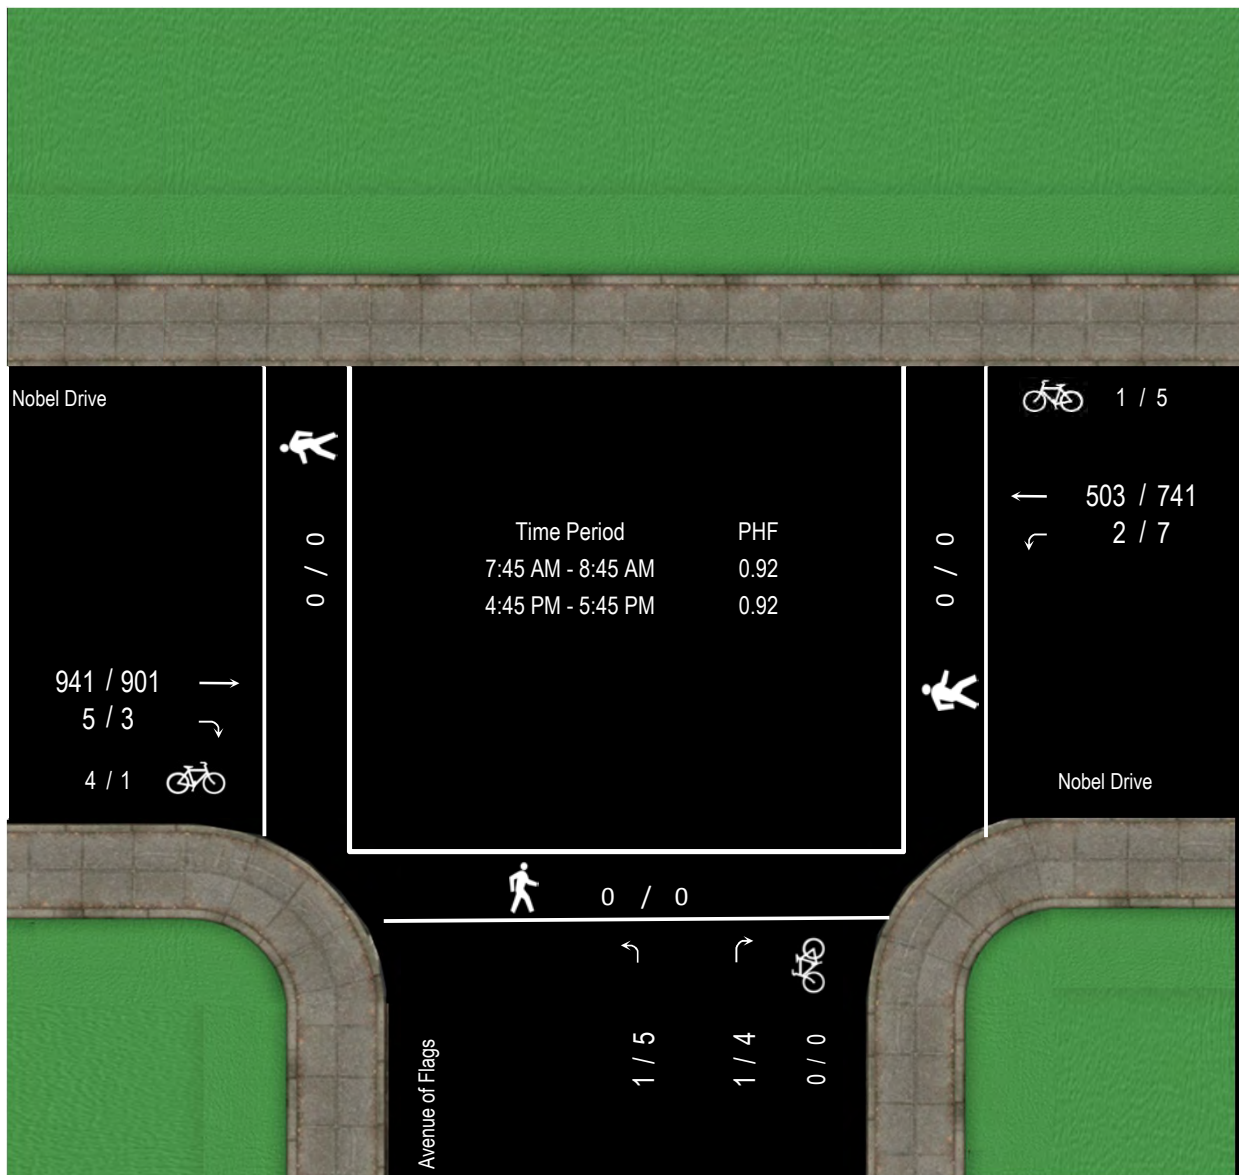 Nobel Drive
1 / 5
503 / 741
2 / 7
Time Period PHF
7:45 AM - 8:45 AM 0.92
4:45 PM - 5:45 PM 0.92
0 / 0
0 / 0
941 / 901
5 / 3
4 / 1
Nobel Drive
0 / 0
1 / 5
1 / 4
0 / 0
Avenue of Flags